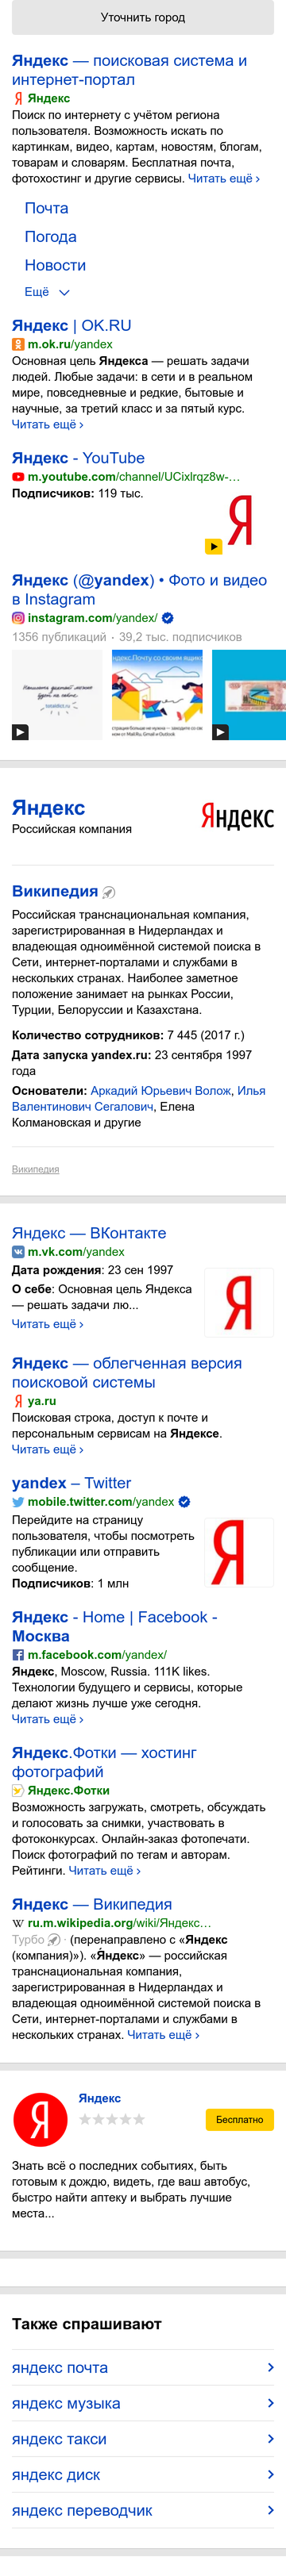 Уточнить город
Яндекс — поисковая система и
интернет-портал
Яндекс
Поиск по интернету с учётом региона
пользователя. Возможность искать по
картинкам, видео, картам, новостям, блогам,
товарам и словарям. Бесплатная почта,
фотохостинг и другие сервисы. Читать ещё ›
Почта
Погода
Новости
Ещё
Яндекс | OK.RU
m.ok.ru/yandex
Основная цель Яндекса — решать задачи
людей. Любые задачи: в сети и в реальном
мире, повседневные и редкие, бытовые и
научные, за третий класс и за пятый курс.
Читать ещё ›
Яндекс - YouTube
m.youtube.com/channel/UCixlrqz8w-…
Подписчиков: 119 тыс.
Я
Яндекс (@yandex) • Фото и видео
в Instagram
instagram.com/yandex/
1356 публикаций · 39,2 тыс. подписчиков
Яндекс
Российская компания
Яндекс
Википедия
Российская транснациональная компания,
зарегистрированная в Нидерландах и
владеющая одноимённой системой поиска в
Сети, интернет-порталами и службами в
нескольких странах. Наиболее заметное
положение занимает на рынках России,
Турции, Белоруссии и Казахстана.
Количество сотрудников: 7 445 (2017 г.)
Дата запуска yandex.ru: 23 сентября 1997
года
Основатели: Аркадий Юрьевич Волож, Илья
Валентинович Сегалович, Елена
Колмановская и другие
Википедия
Яндекс — ВКонтакте
m.vk.com/yandex
Дата рождения: 23 сен 1997
О себе: Основная цель Яндекса
— решать задачи лю...
Читать ещё ›
Я
Яндекс — облегченная версия
поисковой системы
ya.ru
Поисковая строка, доступ к почте и
персональным сервисам на Яндексе.
Читать ещё ›
yandex – Twitter
mobile.twitter.com/yandex
Перейдите на страницу
пользователя, чтобы посмотреть
публикации или отправить
сообщение.
Подписчиков: 1 млн
Я
Яндекс - Home | Facebook -
Москва
m.facebook.com/yandex/
Яндекс, Moscow, Russia. 111K likes.
Технологии будущего и сервисы, которые
делают жизнь лучше уже сегодня.
Читать ещё ›
Яндекс.Фотки — хостинг
фотографий
Яндекс.Фотки
Возможность загружать, смотреть, обсуждать
и голосовать за снимки, участвовать в
фотоконкурсах. Онлайн-заказ фотопечати.
Поиск фотографий по тегам и авторам.
Рейтинги. Читать ещё ›
Яндекс — Википедия
ru.m.wikipedia.org/wiki/Яндекс…
Турбо · (перенаправлено с «Яндекс
(компания)»). «Я́ндекс» — российская
транснациональная компания,
зарегистрированная в Нидерландах и
владеющая одноимённой системой поиска в
Сети, интернет-порталами и службами в
нескольких странах. Читать ещё ›
Я
Яндекс
Бесплатно
Знать всё о последних событиях, быть
готовым к дождю, видеть, где ваш автобус,
быстро найти аптеку и выбрать лучшие
места...
Также спрашивают
яндекс почта
яндекс музыка
яндекс такси
яндекс диск
яндекс переводчик